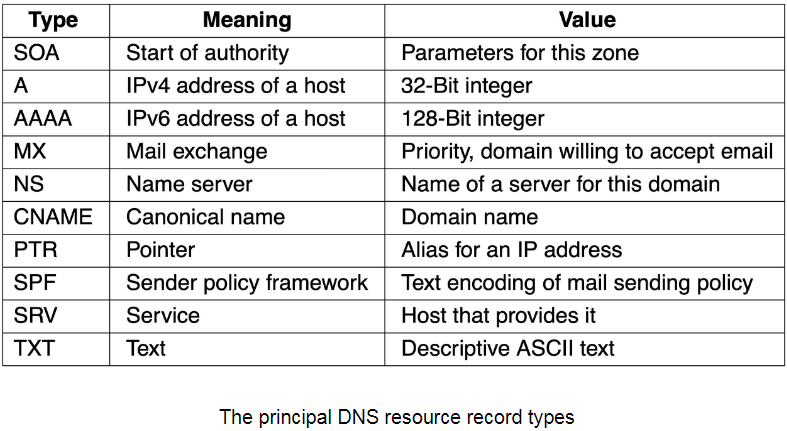 Type Meaning Value
SOA Start of authority Parameters for this zone
A IPv4 address of a host 32-Bit integer
AAAA IPv6 address of a host 128-Bit integer
MX Mail exchange Priority, domain willing to accept email
NS Name server Name of a server for this domain
CNAME Canonical name Domain name
PTR Pointer Alias for an IP address
SPF Sender policy framework Text encoding of mail sending policy
SRV Service Host that provides it
TXT Text Descriptive ASCII text
The principal DNS resource record types